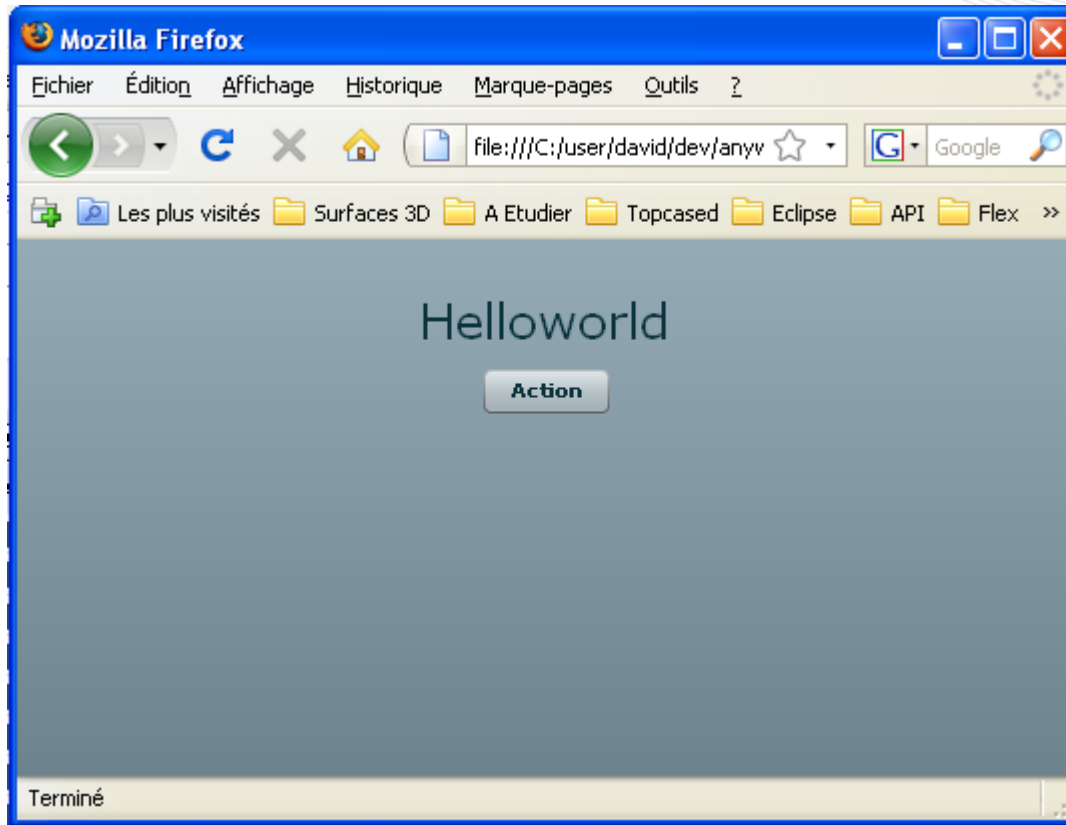 Mozilla Firefox
Fichier Édition Affichage Historique Marque-pages Outils ?
file:///C:/user/david/dev/anyv G Google
Les plus visités Surfaces 3D A Etudier Topcased Eclipse API Flex »
Helloworld
Action
Terminé